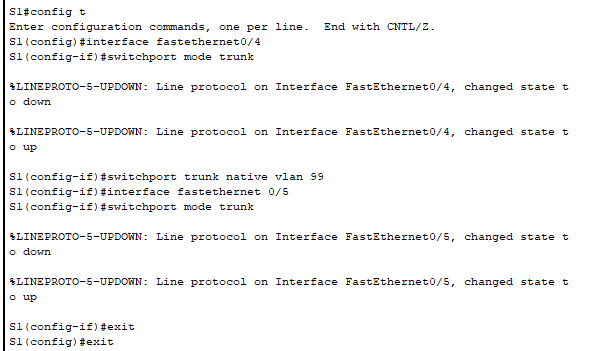 S1#config t
Enter configuration commands, one per line.  End with CNTL/Z.
S1(config)#interface fastethernet0/4
S1(config-if)#switchport mode trunk
%LINEPROTO-5-UPDOWN: Line protocol on Interface FastEthernet0/4, changed state t
o down
%LINEPROTO-5-UPDOWN: Line protocol on Interface FastEthernet0/4, changed state t
o up
S1(config-if)#switchport trunk native vlan 99
S1(config-if)#interface fastethernet 0/5
S1(config-if)#switchport mode trunk
%LINEPROTO-5-UPDOWN: Line protocol on Interface FastEthernet0/5, changed state t
o down
%LINEPROTO-5-UPDOWN: Line protocol on Interface FastEthernet0/5, changed state t
o up
S1(config-if)#exit
S1(config)#exit